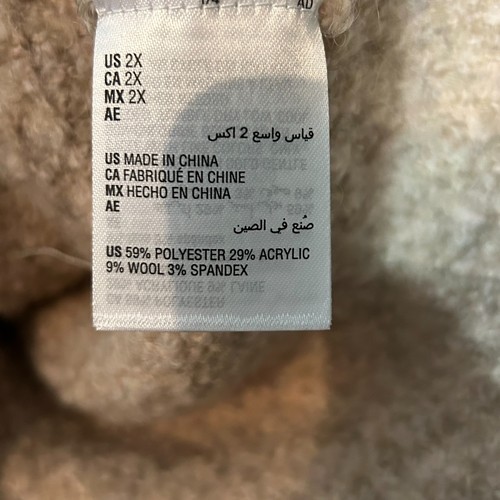 US 2X
CA 2X
MX 2X
AE
قياس واسع 2 اكس
US MADE IN CHINA
CA FABRIQUÉ EN CHINE
MX HECHO EN CHINA
AE
صُنع في الصين
US 59% POLYESTER 29% ACRYLIC
9% WOOL 3% SPANDEX